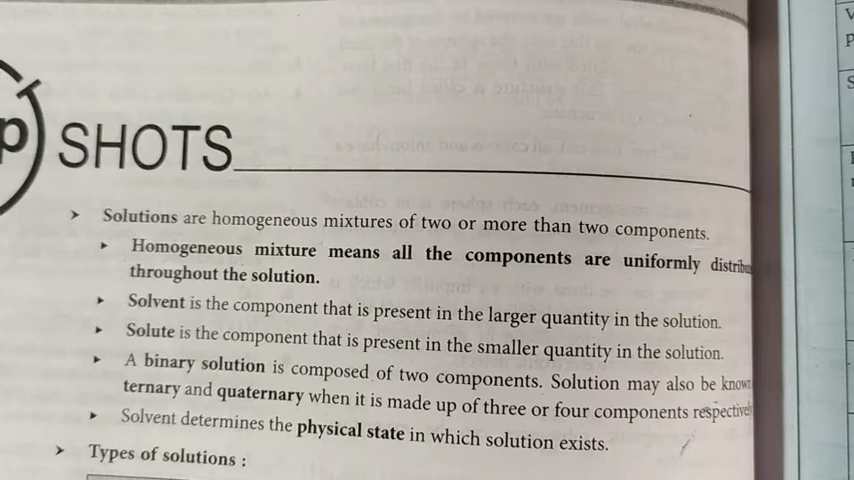 p SHOTS
➤ Solutions are homogeneous mixtures of two or more than two components.
▸ Homogeneous mixture means all the components are uniformly
throughout the solution.
▸ Solvent is the component that is present in the larger quantity in the solution.
▸ Solute is the component that is present in the smaller quantity in the solution.
▸ A binary solution is composed of two components. Solution may also be known
ternary and quaternary when it is made up of three or four components
▸ Solvent determines the physical state in which solution exists.
➤ Types of solutions :